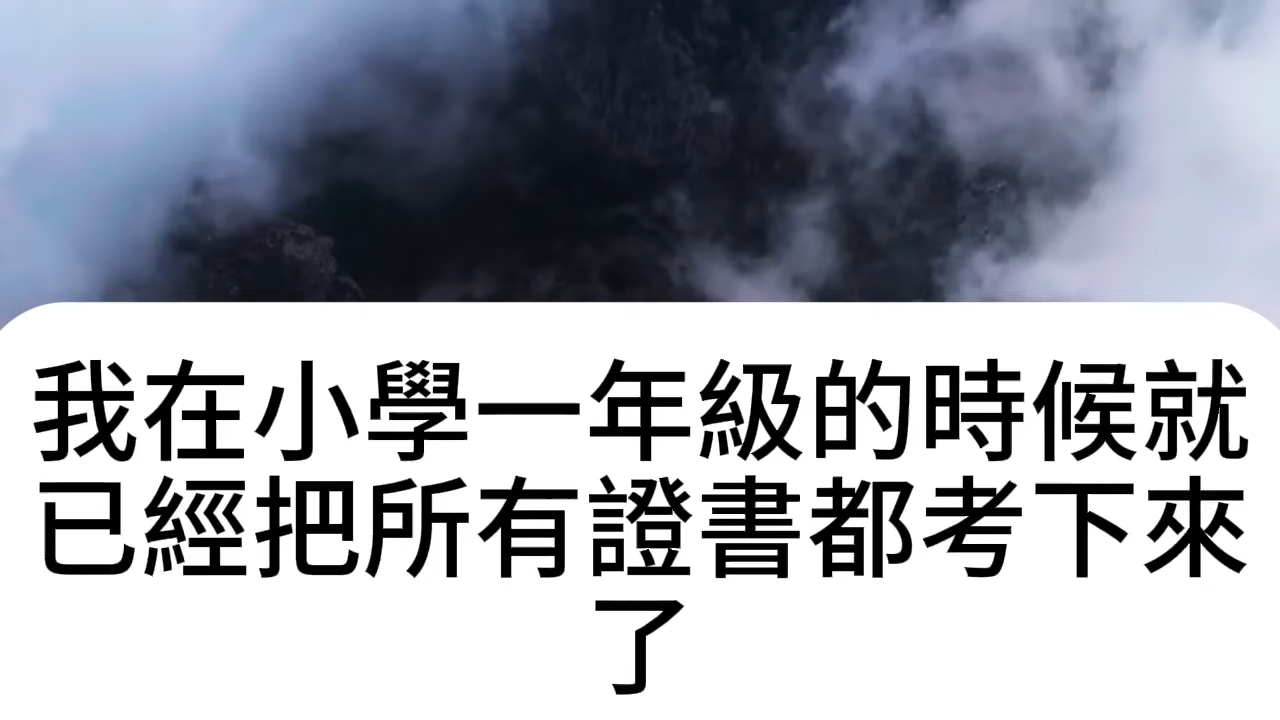 我在小學一年級的時候就
已經把所有證書都考下來
了